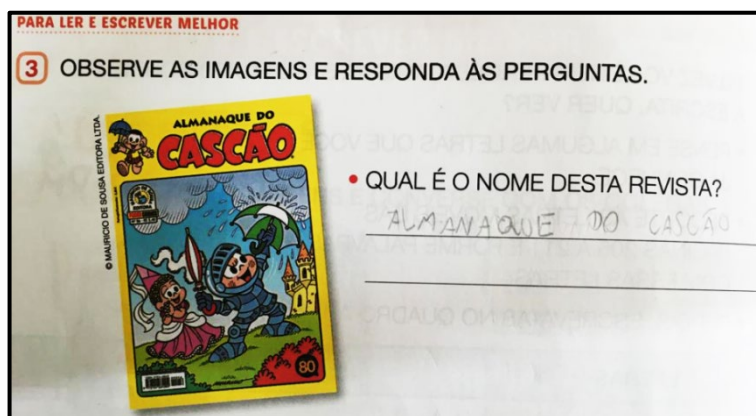 PARA LER E ESCREVER MELHOR
3 OBSERVE AS IMAGENS E RESPONDA ÀS PERGUNTAS.
© MAURICIO DE SOUSA EDITORA LTDA.
ALMANAQUE DO
CASCÃO
80
• QUAL É O NOME DESTA REVISTA?
ALMANAQUE DO CASCÃO